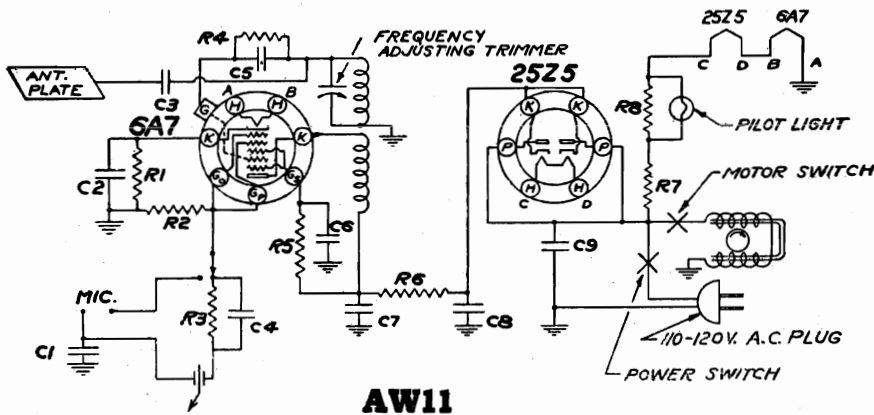 R4
FREQUENCY
ADJUSTING TRIMMER
25Z5
6A7
C D B A
ANT.
PLATE
C3
C5
A B
G H H
25Z5
K K
R8
PILOT LIGHT
6A7
K K
P P
R7
MOTOR SWITCH
C2
R1
GO GP GS
H H
C D
R2
R5
C6
C9
MIC.
R6
R3
C4
C7
C8
C1
110-120V. A.C. PLUG
POWER SWITCH
AW11